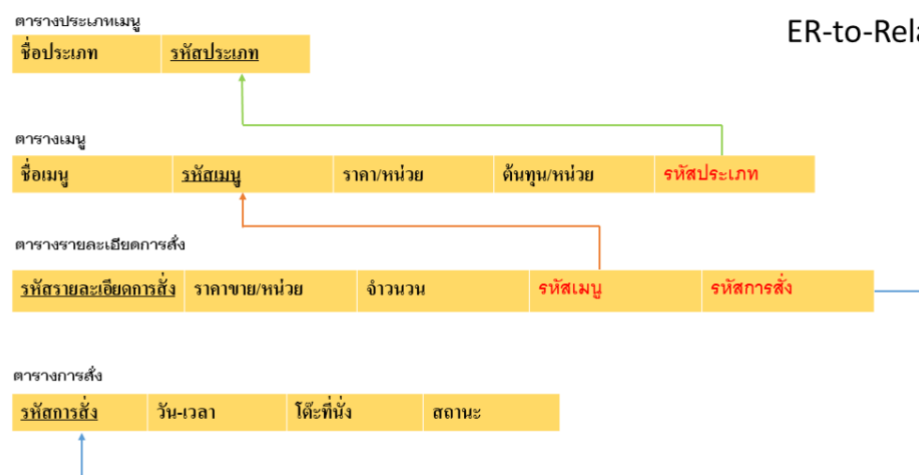 ER-to-Rela
ตารางประเภทเมนู
ชื่อประเภท รหัสประเภท
ตารางเมนู
ชื่อเมนู รหัสเมนู ราคา/หน่วย ต้นทุน/หน่วย รหัสประเภท
ตารางรายละเอียดการสั่ง
รหัสรายละเอียดการสั่ง ราคาขาย/หน่วย จำวนวน รหัสเมนู รหัสการสั่ง
ตารางการสั่ง
รหัสการสั่ง วัน-เวลา โต๊ะที่นั่ง สถานะ